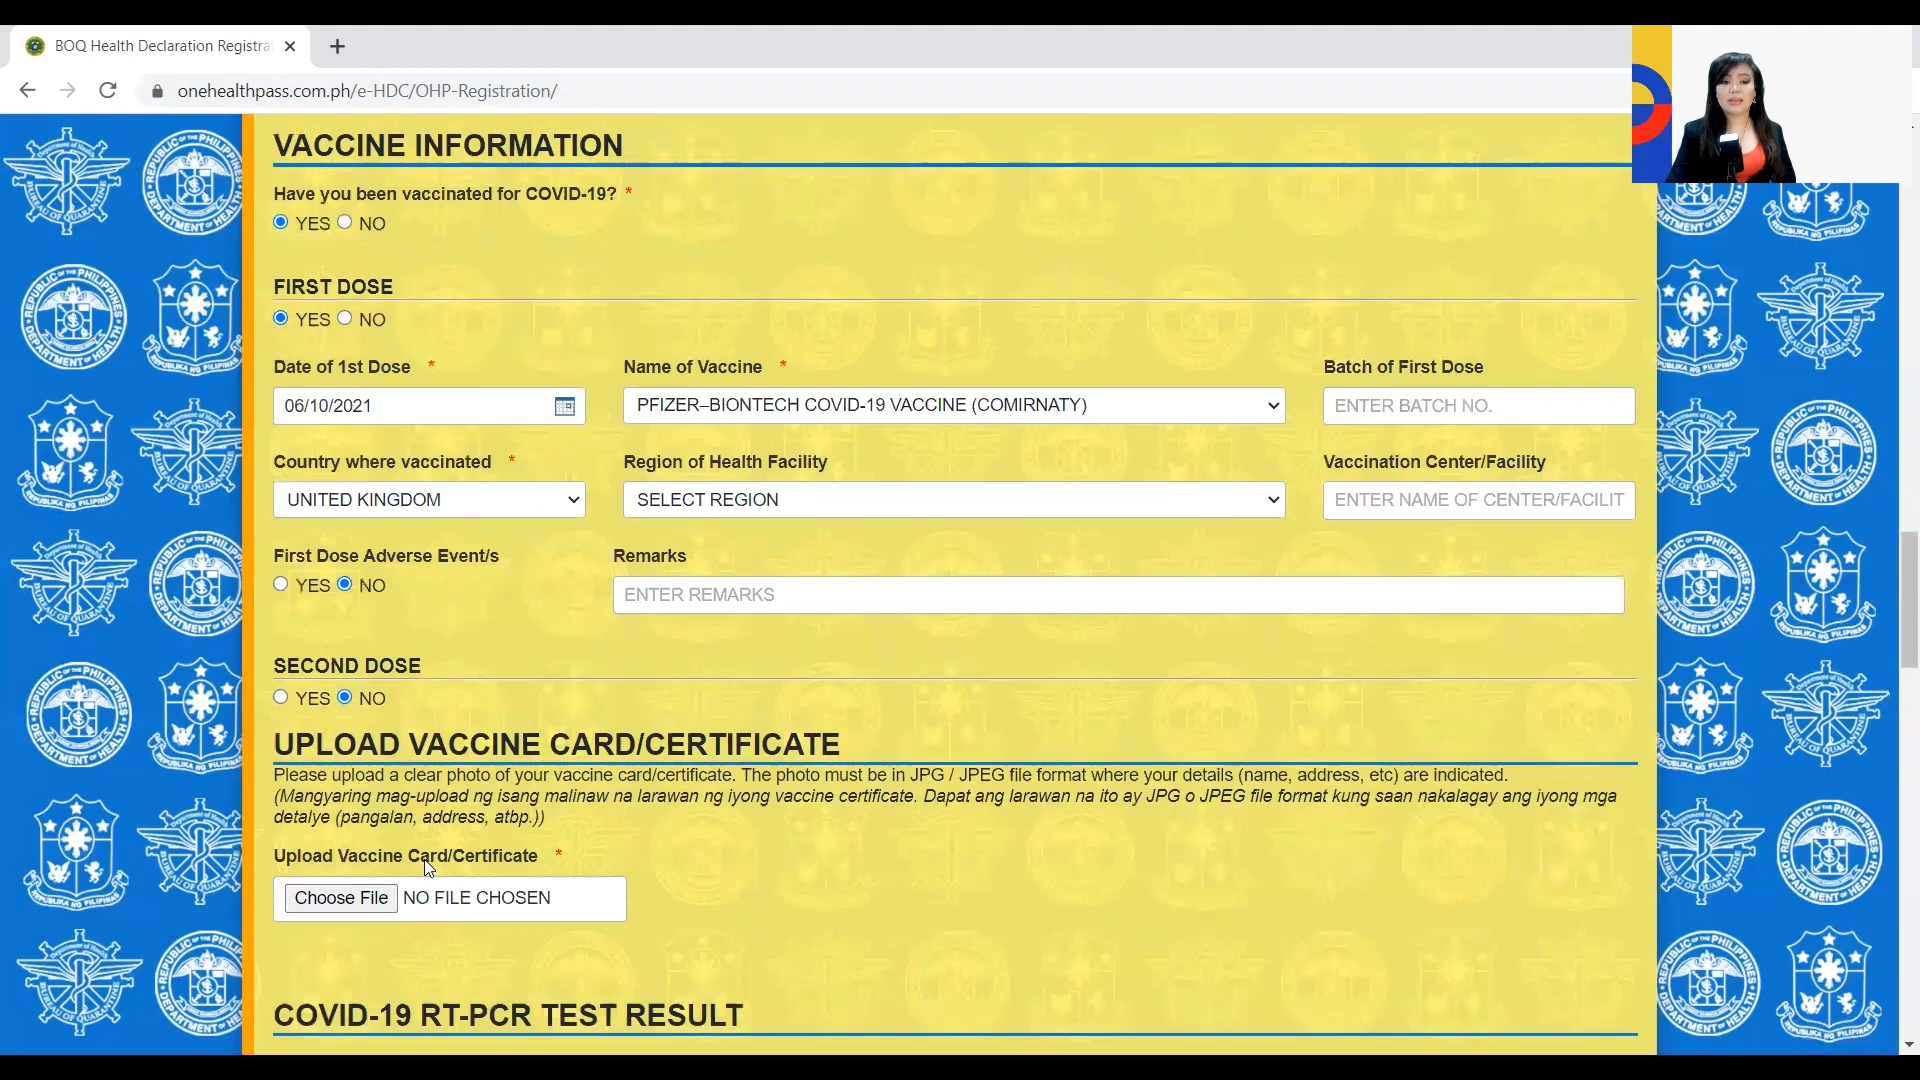 BOQ Health Declaration Registra
onehealthpass.com.ph/e-HDC/OHP-Registration/
VACCINE INFORMATION
Have you been vaccinated for COVID-19? *
YES NO
FIRST DOSE
YES NO
Date of 1st Dose * Name of Vaccine * Batch of First Dose
06/10/2021 PFIZER–BIONTECH COVID-19 VACCINE (COMIRNATY) ENTER BATCH NO.
Country where vaccinated * Region of Health Facility Vaccination Center/Facility
UNITED KINGDOM SELECT REGION ENTER NAME OF CENTER/FACILIT
First Dose Adverse Event/s Remarks
YES NO ENTER REMARKS
SECOND DOSE
YES NO
UPLOAD VACCINE CARD/CERTIFICATE
Please upload a clear photo of your vaccine card/certificate. The photo must be in JPG / JPEG file format where your details (name, address, etc) are indicated.
(Mangyaring mag-upload ng isang malinaw na larawan ng iyong vaccine certificate. Dapat ang larawan na ito ay JPG o JPEG file format kung saan nakalagay ang iyong mga
detalye (pangalan, address, atbp.))
Upload Vaccine Card/Certificate *
Choose File NO FILE CHOSEN
COVID-19 RT-PCR TEST RESULT